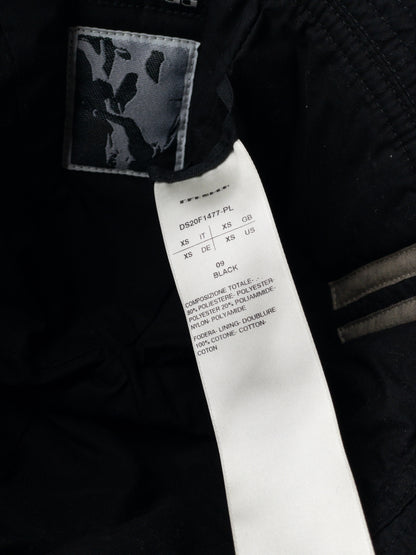 DS20F1477-PL
XS IT XS GB
XS DE XS US
09
BLACK
COMPOSIZIONE TOTALE- -
80% POLIESTERE- POLYESTER-
POLYESTER 20% POLIAMMIDE-
NYLON- POLYAMIDE
FODERA- LINING- DOUBLURE
100% COTONE- COTTON-
COTON